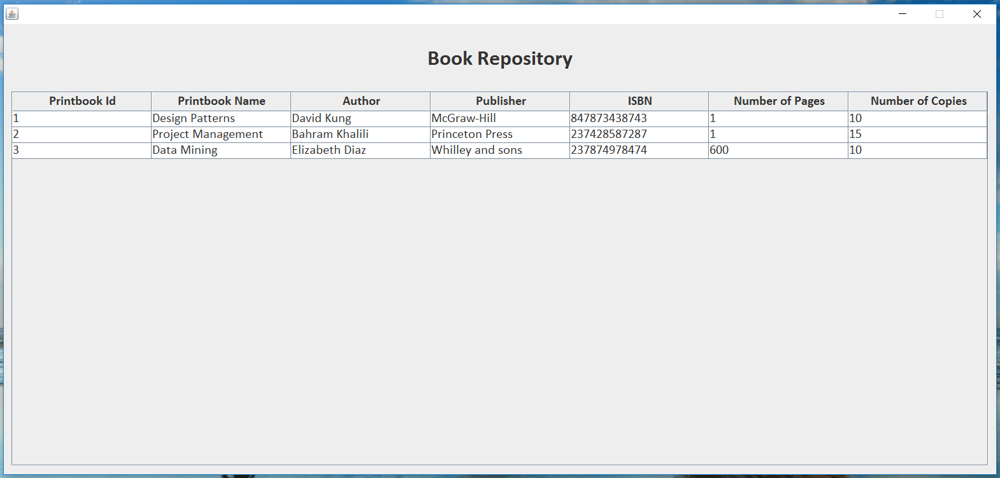 Book Repository
Printbook Id Printbook Name Author Publisher ISBN Number of Pages Number of Copies
1 Design Patterns David Kung McGraw-Hill 847873438743 1 10
2 Project Management Bahram Khalili Princeton Press 237428587287 1 15
3 Data Mining Elizabeth Diaz Whilley and sons 237874978474 600 10